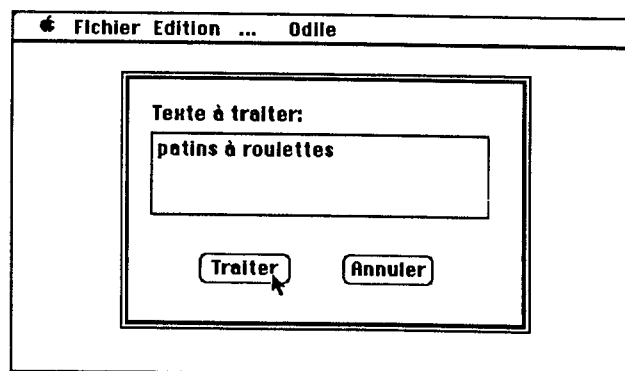 Fichier Edition ... Odile
Texte à traiter:
patins à roulettes
Traiter Annuler